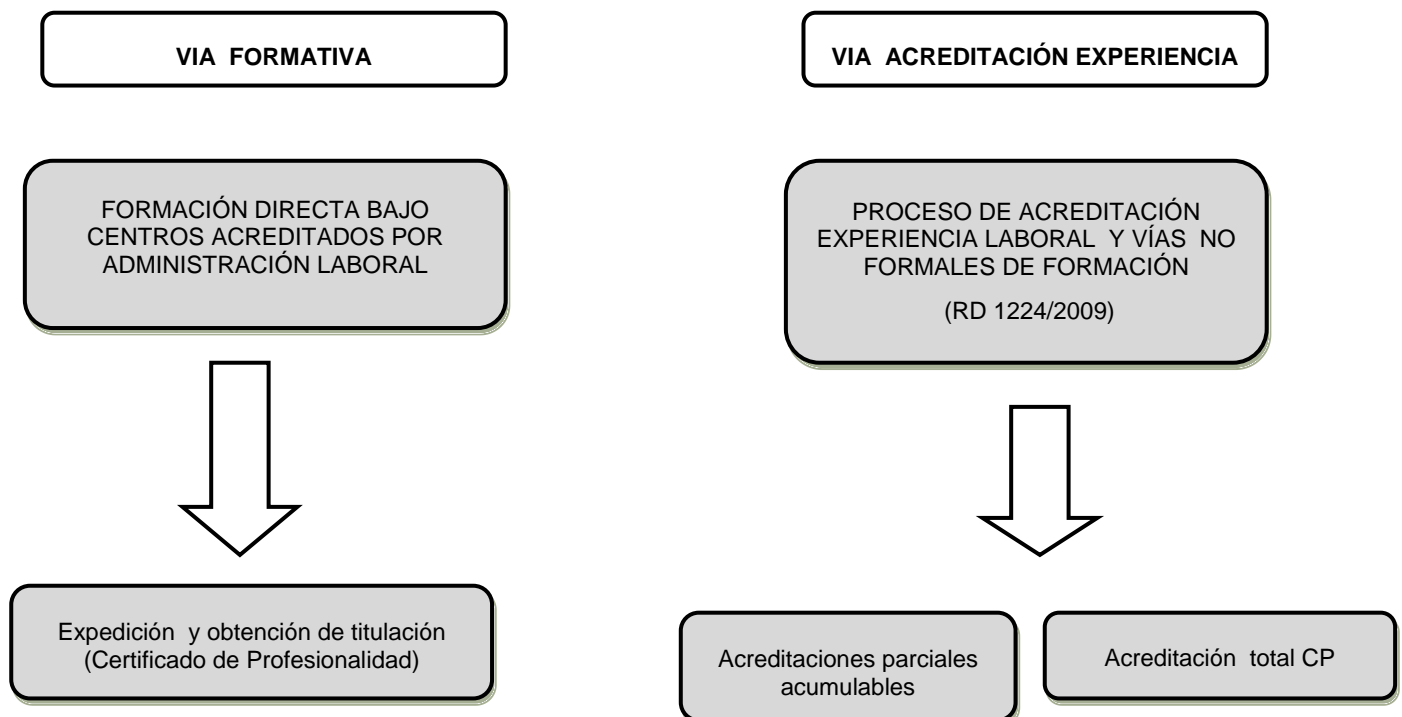 VIA FORMATIVA
FORMACIÓN DIRECTA BAJO
CENTROS ACREDITADOS POR
ADMINISTRACIÓN LABORAL
Expedición y obtención de titulación
(Certificado de Profesionalidad)
VIA ACREDITACIÓN EXPERIENCIA
PROCESO DE ACREDITACIÓN
EXPERIENCIA LABORAL Y VÍAS NO
FORMALES DE FORMACIÓN
(RD 1224/2009)
Acreditaciones parciales
acumulables
Acreditación total CP